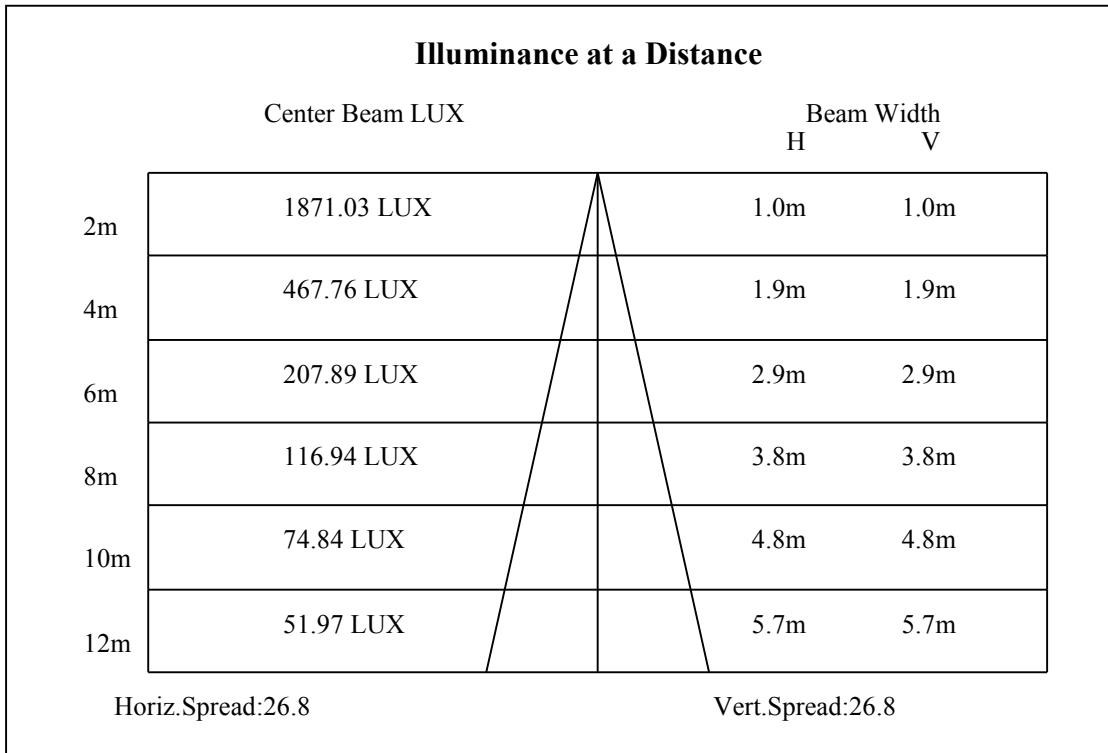 Illuminance at a Distance
Center Beam LUX Beam Width
H V
2m 1871.03 LUX 1.0m 1.0m
4m 467.76 LUX 1.9m 1.9m
6m 207.89 LUX 2.9m 2.9m
8m 116.94 LUX 3.8m 3.8m
10m 74.84 LUX 4.8m 4.8m
12m 51.97 LUX 5.7m 5.7m
Horiz.Spread:26.8 Vert.Spread:26.8